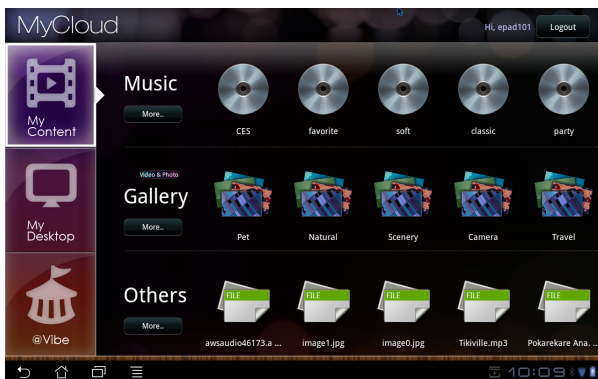 MyCloud
Hi, epad101
Logout
My
Content
Music
More..
CES
favorite
soft
classic
party
My
Desktop
Video & Photo
Gallery
More..
Pet
Natural
Scenery
Camera
Travel
@Vibe
Others
More..
FILE
FILE
FILE
FILE
FILE
awsaudio46173.a ...
image1.jpg
image0.jpg
Tikiville.mp3
Pokarekare Ana. ..
10:09